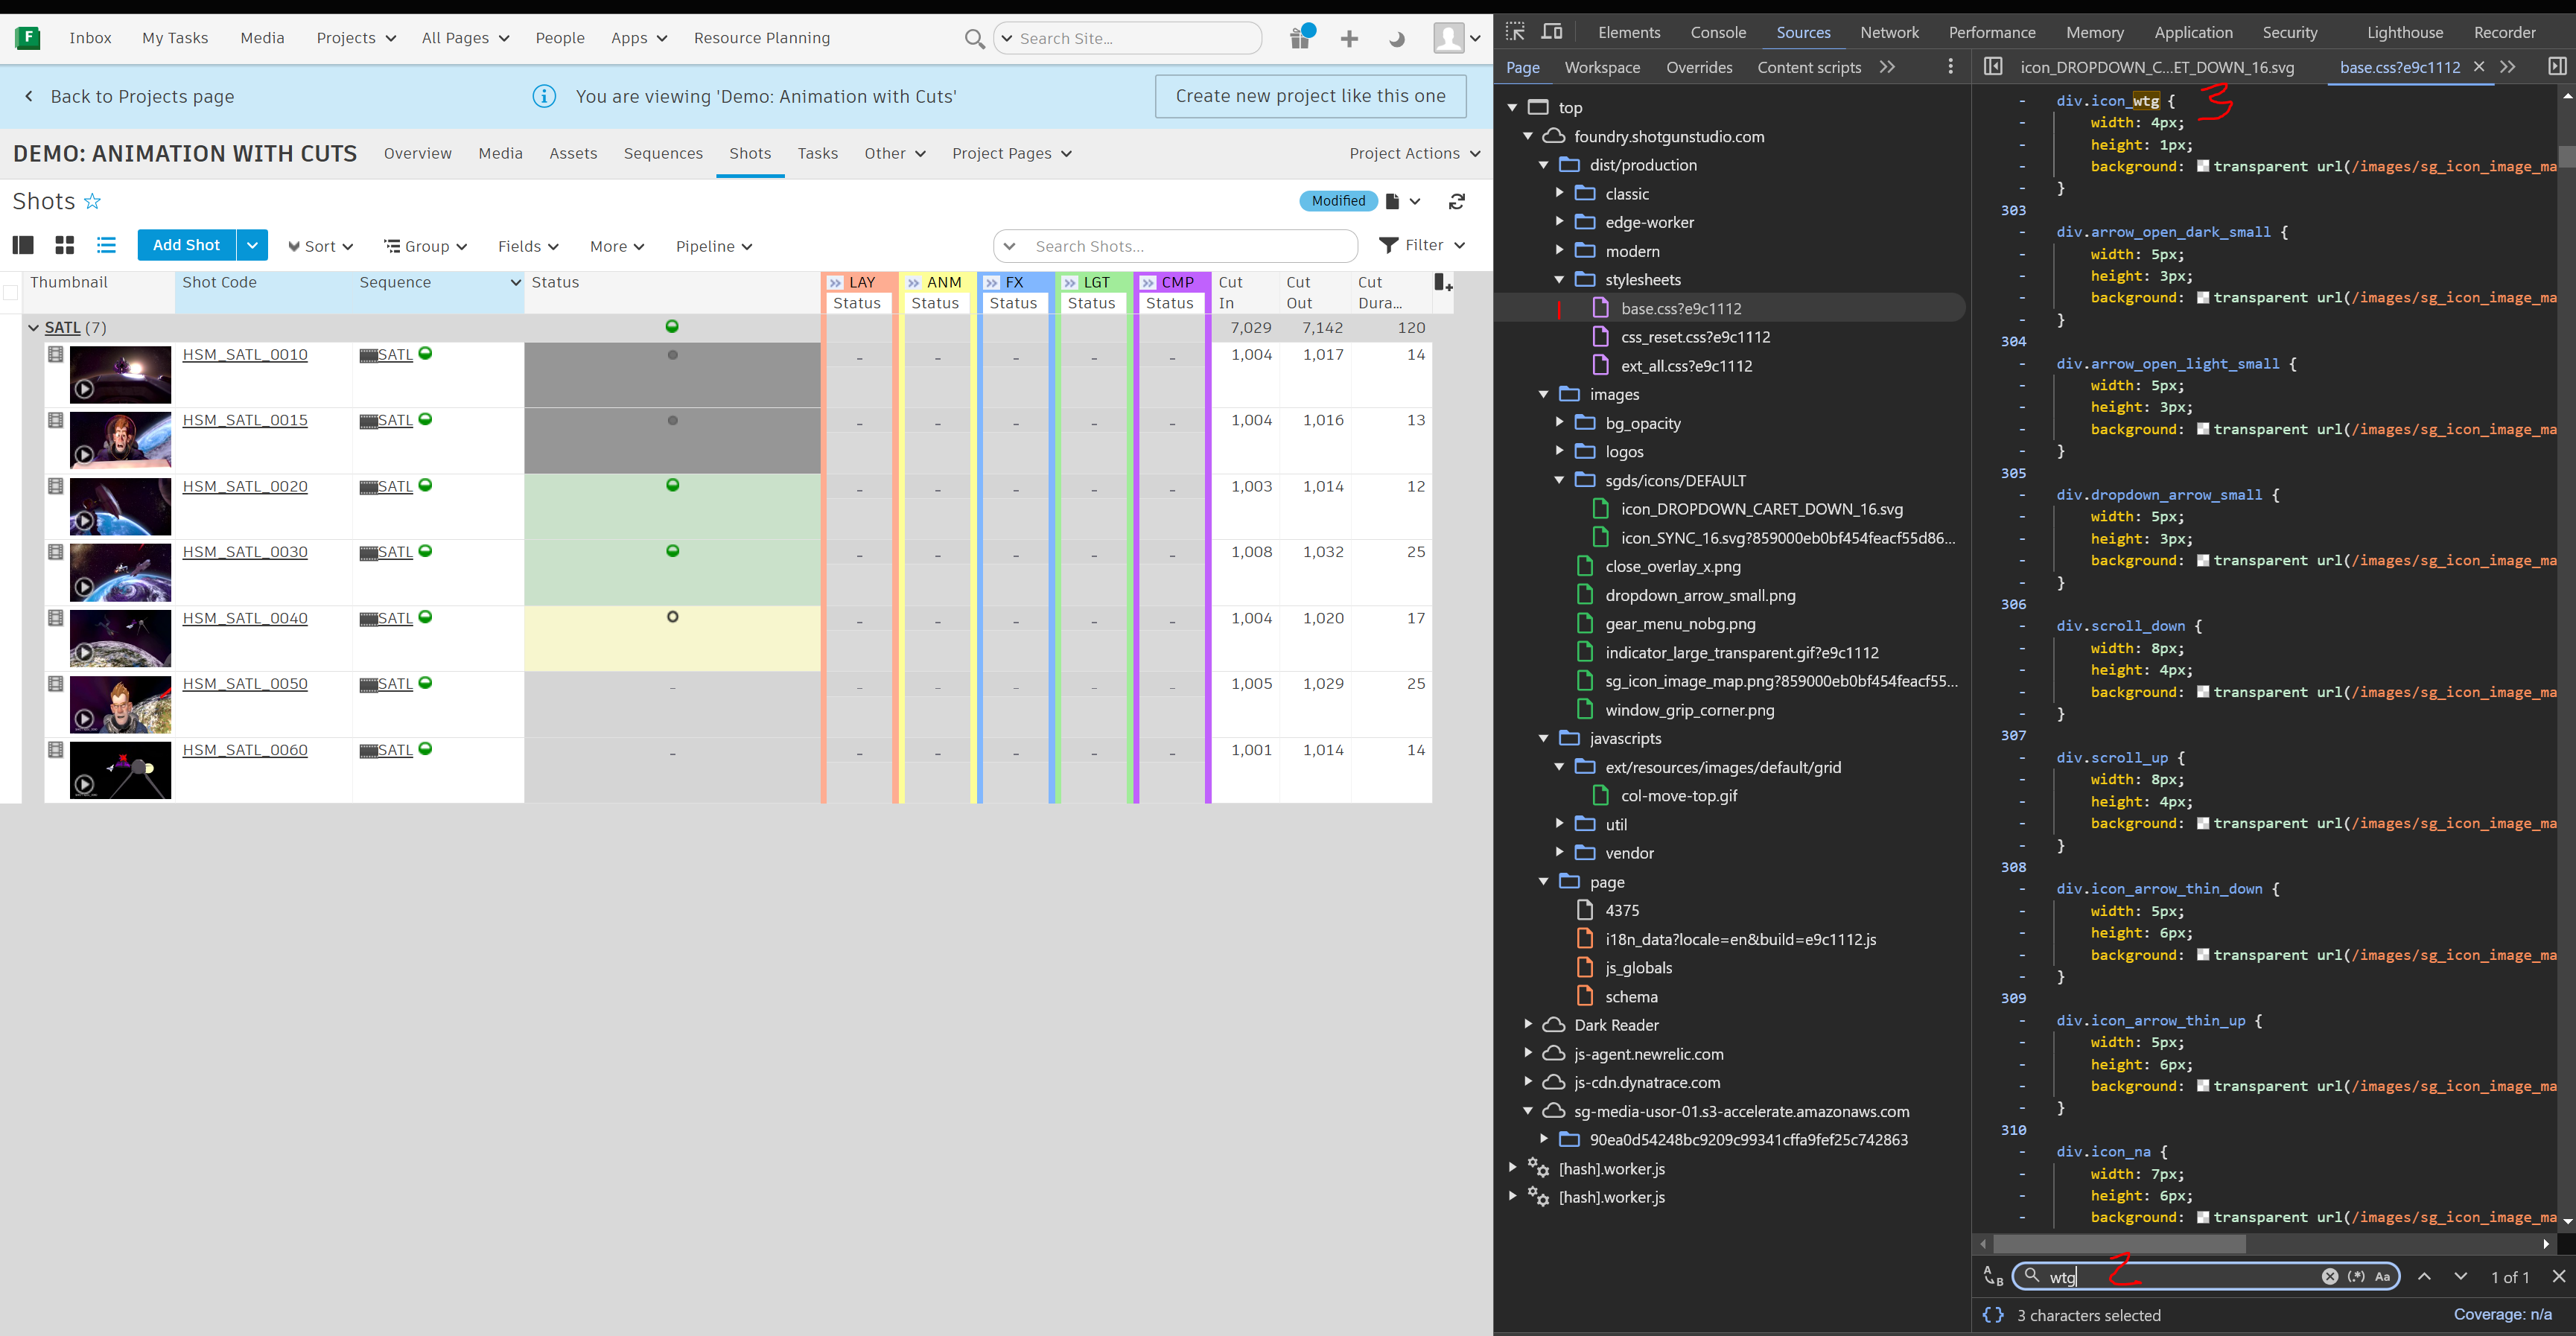 F Inbox My Tasks Media Projects All Pages People Apps Resource Planning Search Site...
Back to Projects page You are viewing 'Demo: Animation with Cuts' Create new project like this one
DEMO: ANIMATION WITH CUTS Overview Media Assets Sequences Shots Tasks Other Project Pages Project Actions
Shots Modified
Add Shot Sort Group Fields More Pipeline Search Shots... Filter
Thumbnail Shot Code Sequence Status LAY ANM FX LGT CMP Cut Cut Cut
Status Status Status Status Status In Out Dura...
SATL (7) 7,029 7,142 120
HSM_SATL_0010 SATL - - - - - 1,004 1,017 14
HSM_SATL_0015 SATL - - - - - 1,004 1,016 13
HSM_SATL_0020 SATL - - - - - 1,003 1,014 12
HSM_SATL_0030 SATL - - - - - 1,008 1,032 25
HSM_SATL_0040 SATL - - - - - 1,004 1,020 17
HSM_SATL_0050 SATL - - - - - - 1,005 1,029 25
HSM_SATL_0060 SATL - - - - - - 1,001 1,014 14
Elements Console Sources Network Performance Memory Application Security Lighthouse Recorder
Page Workspace Overrides Content scripts
top
foundry.shotgunstudio.com
dist/production
classic
edge-worker
modern
stylesheets
base.css?e9c1112
css_reset.css?e9c1112
ext_all.css?e9c1112
images
bg_opacity
logos
sgds/icons/DEFAULT
icon_DROPDOWN_CARET_DOWN_16.svg
icon_SYNC_16.svg?859000eb0bf454feacf55d86...
close_overlay_x.png
dropdown_arrow_small.png
gear_menu_nobg.png
indicator_large_transparent.gif?e9c1112
sg_icon_image_map.png?859000eb0bf454feacf55...
window_grip_corner.png
javascripts
ext/resources/images/default/grid
col-move-top.gif
util
vendor
page
4375
i18n_data?locale=en&build=e9c1112.js
js_globals
schema
Dark Reader
js-agent.newrelic.com
js-cdn.dynatrace.com
sg-media-usor-01.s3-accelerate.amazonaws.com
90ea0d54248bc9209c99341cffa9fef25c742863
[hash].worker.js
[hash].worker.js
icon_DROPDOWN_C...ET_DOWN_16.svg base.css?e9c1112
- div.icon_wtg { 3
- width: 4px;
- height: 1px;
- background: transparent url(/images/sg_icon_image_ma
- }
303
- div.arrow_open_dark_small {
- width: 5px;
- height: 3px;
- background: transparent url(/images/sg_icon_image_ma
- }
304
- div.arrow_open_light_small {
- width: 5px;
- height: 3px;
- background: transparent url(/images/sg_icon_image_ma
- }
305
- div.dropdown_arrow_small {
- width: 5px;
- height: 3px;
- background: transparent url(/images/sg_icon_image_ma
- }
306
- div.scroll_down {
- width: 8px;
- height: 4px;
- background: transparent url(/images/sg_icon_image_ma
- }
307
- div.scroll_up {
- width: 8px;
- height: 4px;
- background: transparent url(/images/sg_icon_image_ma
- }
308
- div.icon_arrow_thin_down {
- width: 5px;
- height: 6px;
- background: transparent url(/images/sg_icon_image_ma
- }
309
- div.icon_arrow_thin_up {
- width: 5px;
- height: 6px;
- background: transparent url(/images/sg_icon_image_ma
- }
310
- div.icon_na {
- width: 7px;
- height: 6px;
- background: transparent url(/images/sg_icon_image_ma
A B wtg 2 (.*) Aa 1 of 1
{} 3 characters selected Coverage: n/a